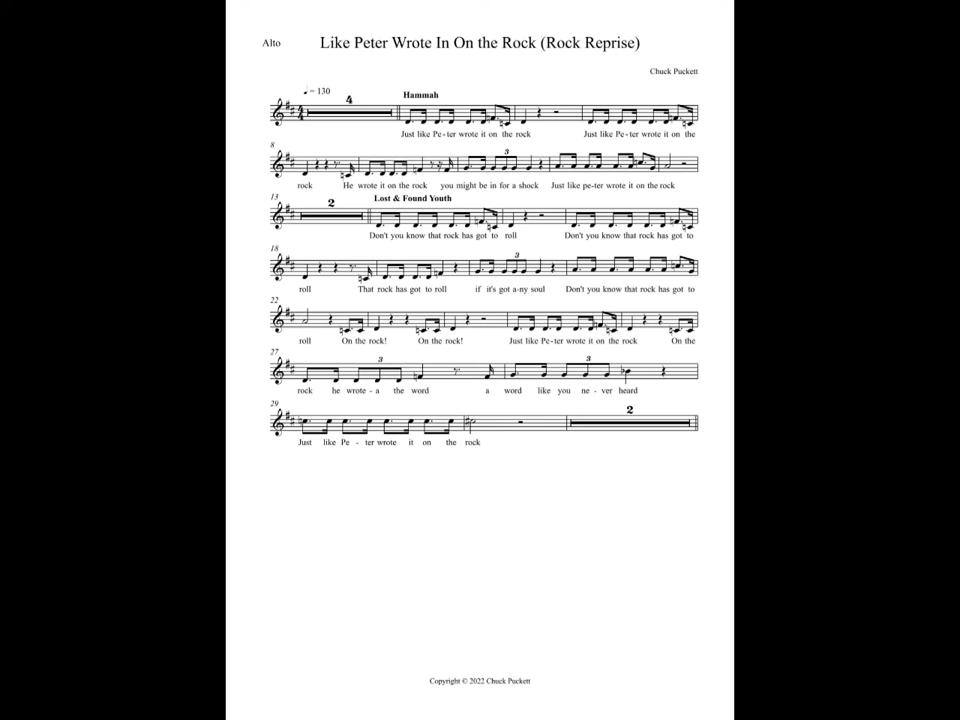 Alto
Like Peter Wrote In On the Rock (Rock Reprise)
Chuck Puckett
= 130
4
Hammah
Just like Pe - ter wrote it on the rock Just like Pe - ter wrote it on the
8
3
rock He wrote it on the rock you might be in for a shock Just like pe-ter wrote it on the rock
13
2
Lost & Found Youth
Don't you know that rock has got to roll Don't you know that rock has got to
18
3
roll That rock has got to roll if it's got a-ny soul Don't you know that rock has got to
22
roll On the rock! On the rock! Just like Pe-ter wrote it on the rock On the
27
3 3
rock he wrote - a the word a word like you ne - ver heard
29
2
Just like Pe - ter wrote it on the rock
Copyright © 2022 Chuck Puckett